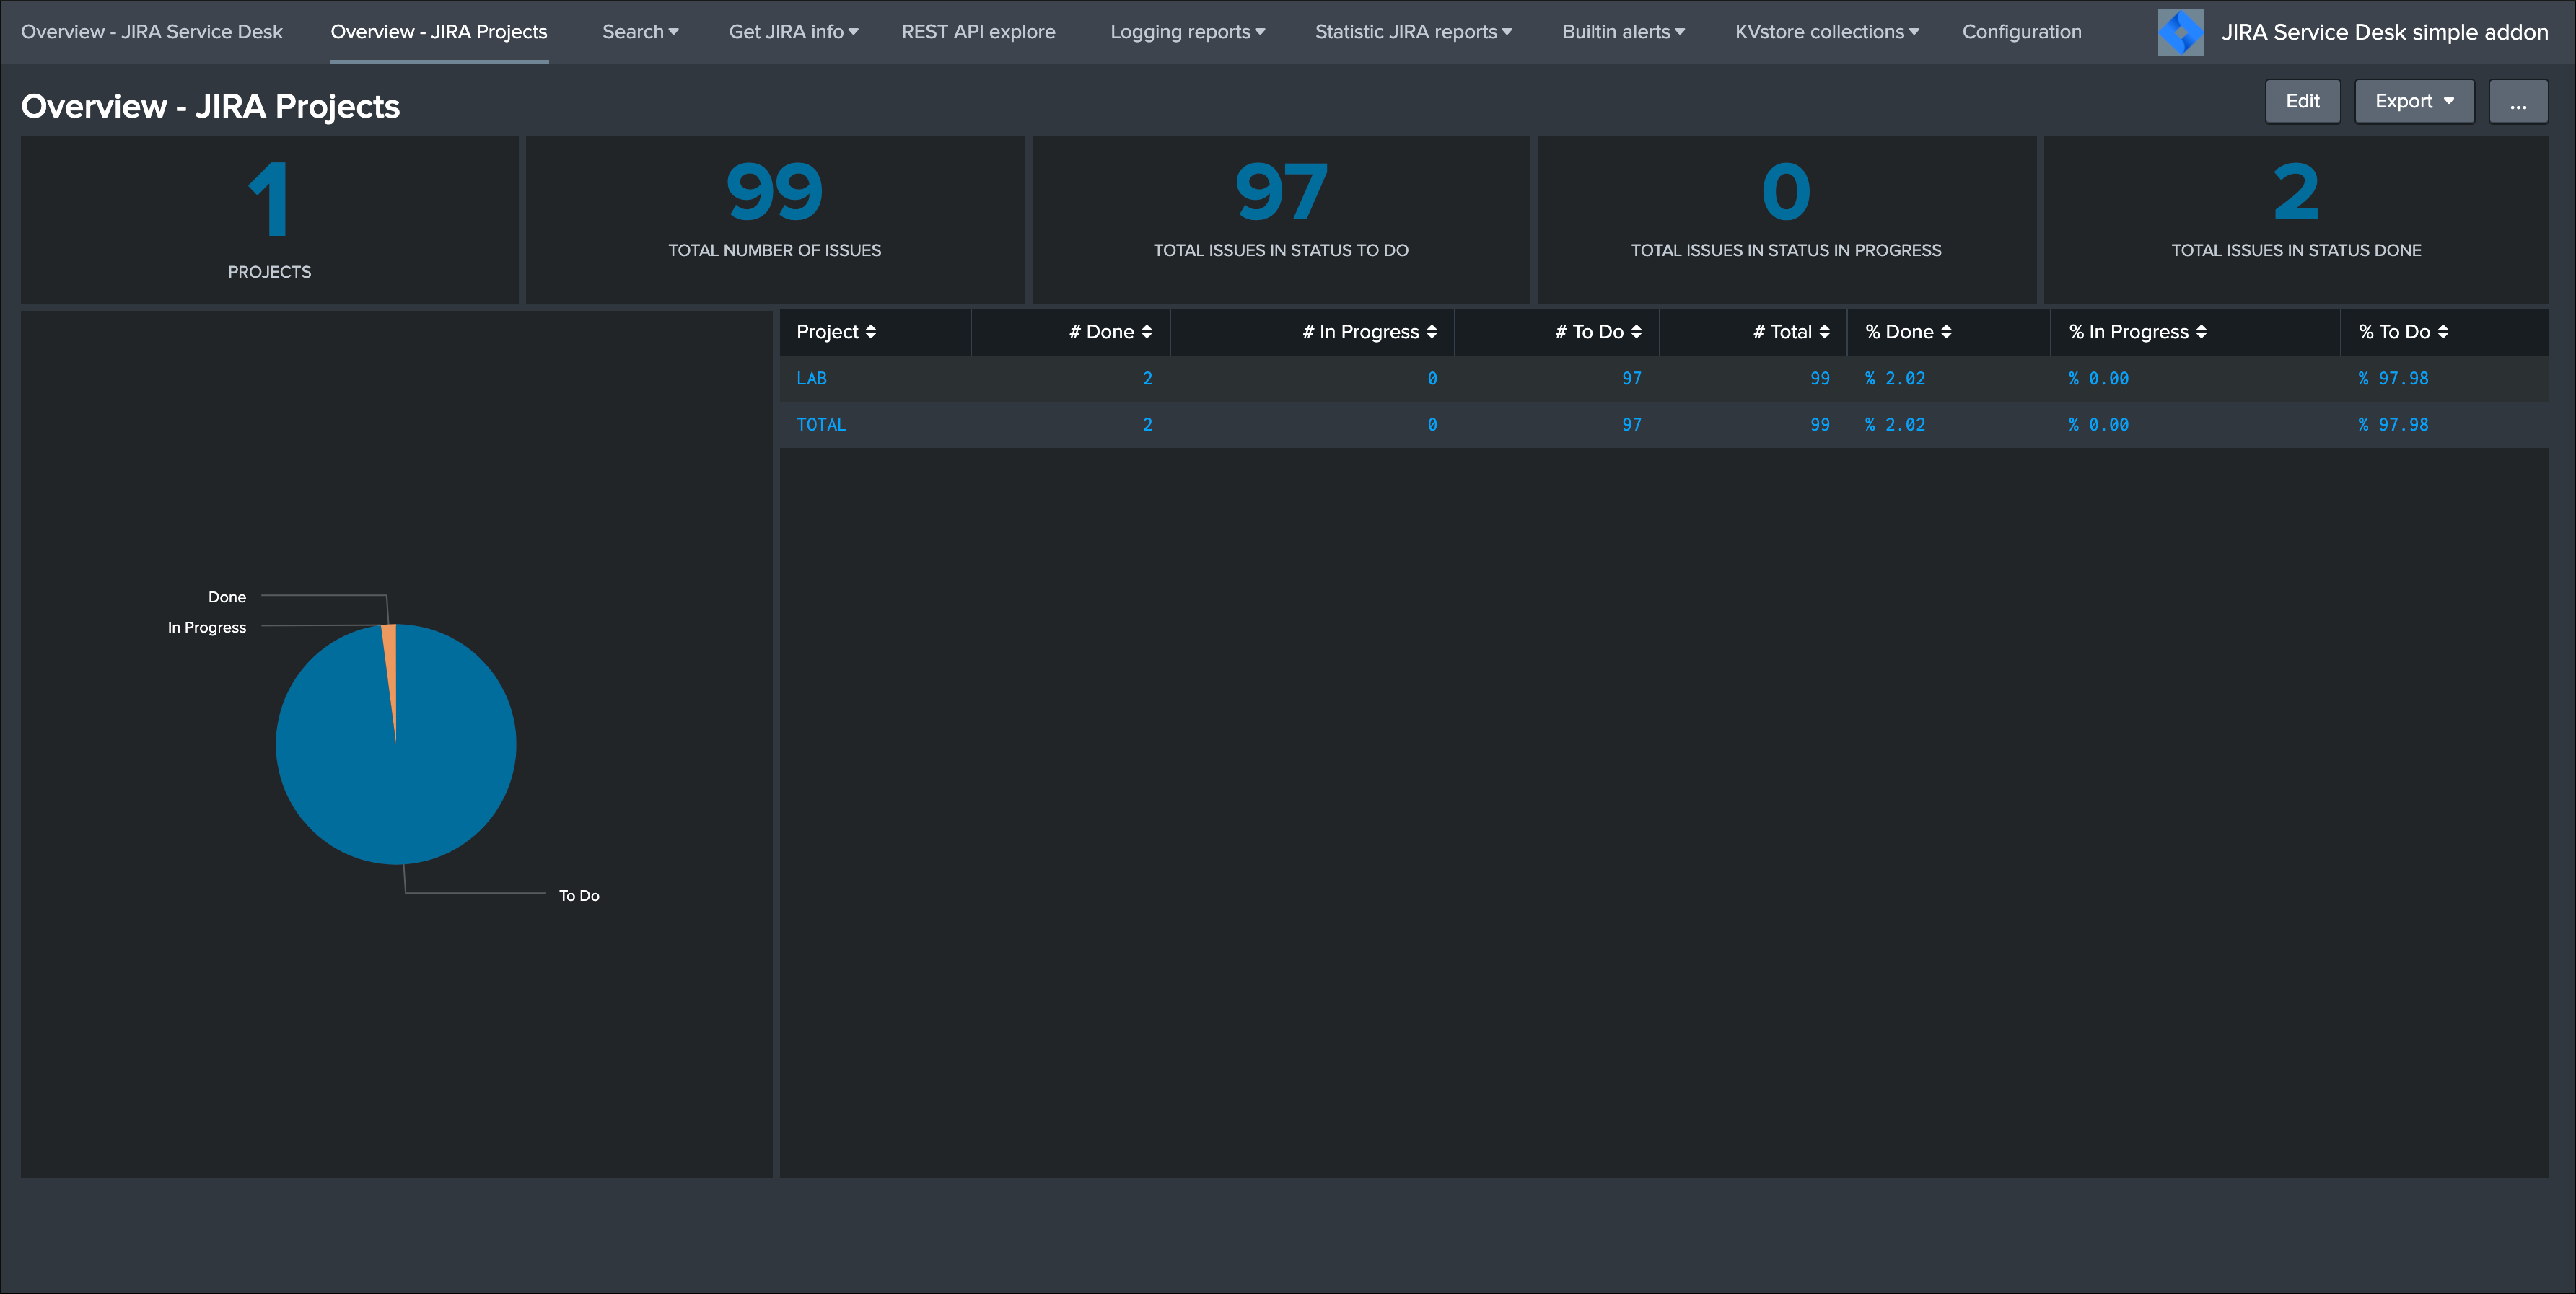 Overview - JIRA Service Desk Overview - JIRA Projects Search Get JIRA info REST API explore Logging reports Statistic JIRA reports Builtin alerts KVstore collections Configuration JIRA Service Desk simple addon
Overview - JIRA Projects Edit Export ...
1 99 97 0 2
PROJECTS TOTAL NUMBER OF ISSUES TOTAL ISSUES IN STATUS TO DO TOTAL ISSUES IN STATUS IN PROGRESS TOTAL ISSUES IN STATUS DONE
Project # Done # In Progress # To Do # Total % Done % In Progress % To Do
LAB 2 0 97 99 % 2.02 % 0.00 % 97.98
TOTAL 2 0 97 99 % 2.02 % 0.00 % 97.98
Done
In Progress
To Do